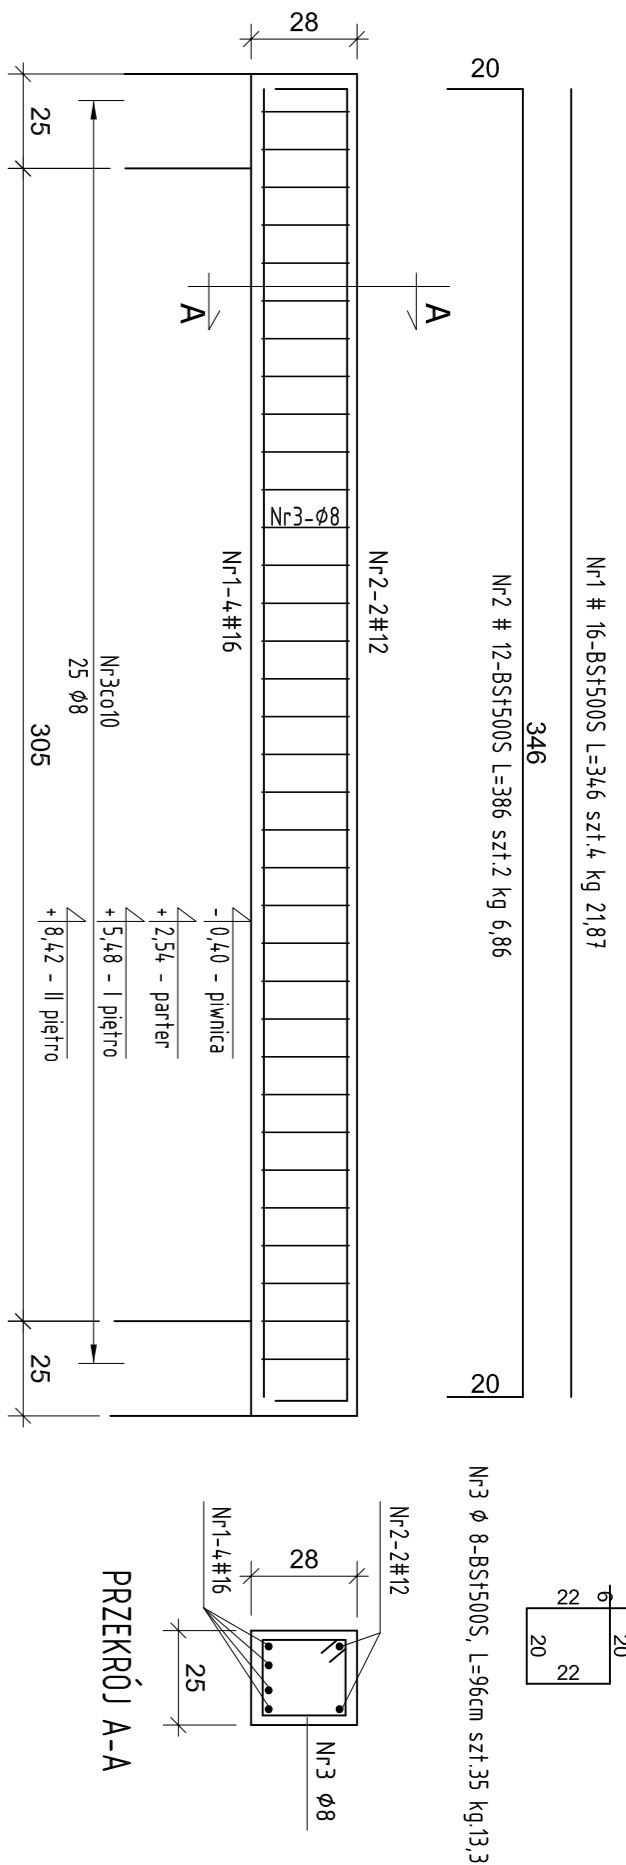 28
20
25
A
A
Nr3-Ø8
Nr1-4#16
Nr2-2#12
Nr1 # 16-BSt500S L=346 szt.4 kg 21,87
346
Nr2 # 12-BSt500S L=386 szt.2 kg 6,86
Nr3co10
25 Ø8
305
- 0,40 - piwnica
+ 2,54 - parter
+ 5,48 - I piętro
+ 8,42 - II piętro
25
20
Nr3 Ø 8-BSt500S, L=96cm szt.35 kg.13,3
22
6
20
20
22
Nr2-2#12
Nr1-4#16
28
25
Nr3 Ø8
PRZEKRÓJ A-A